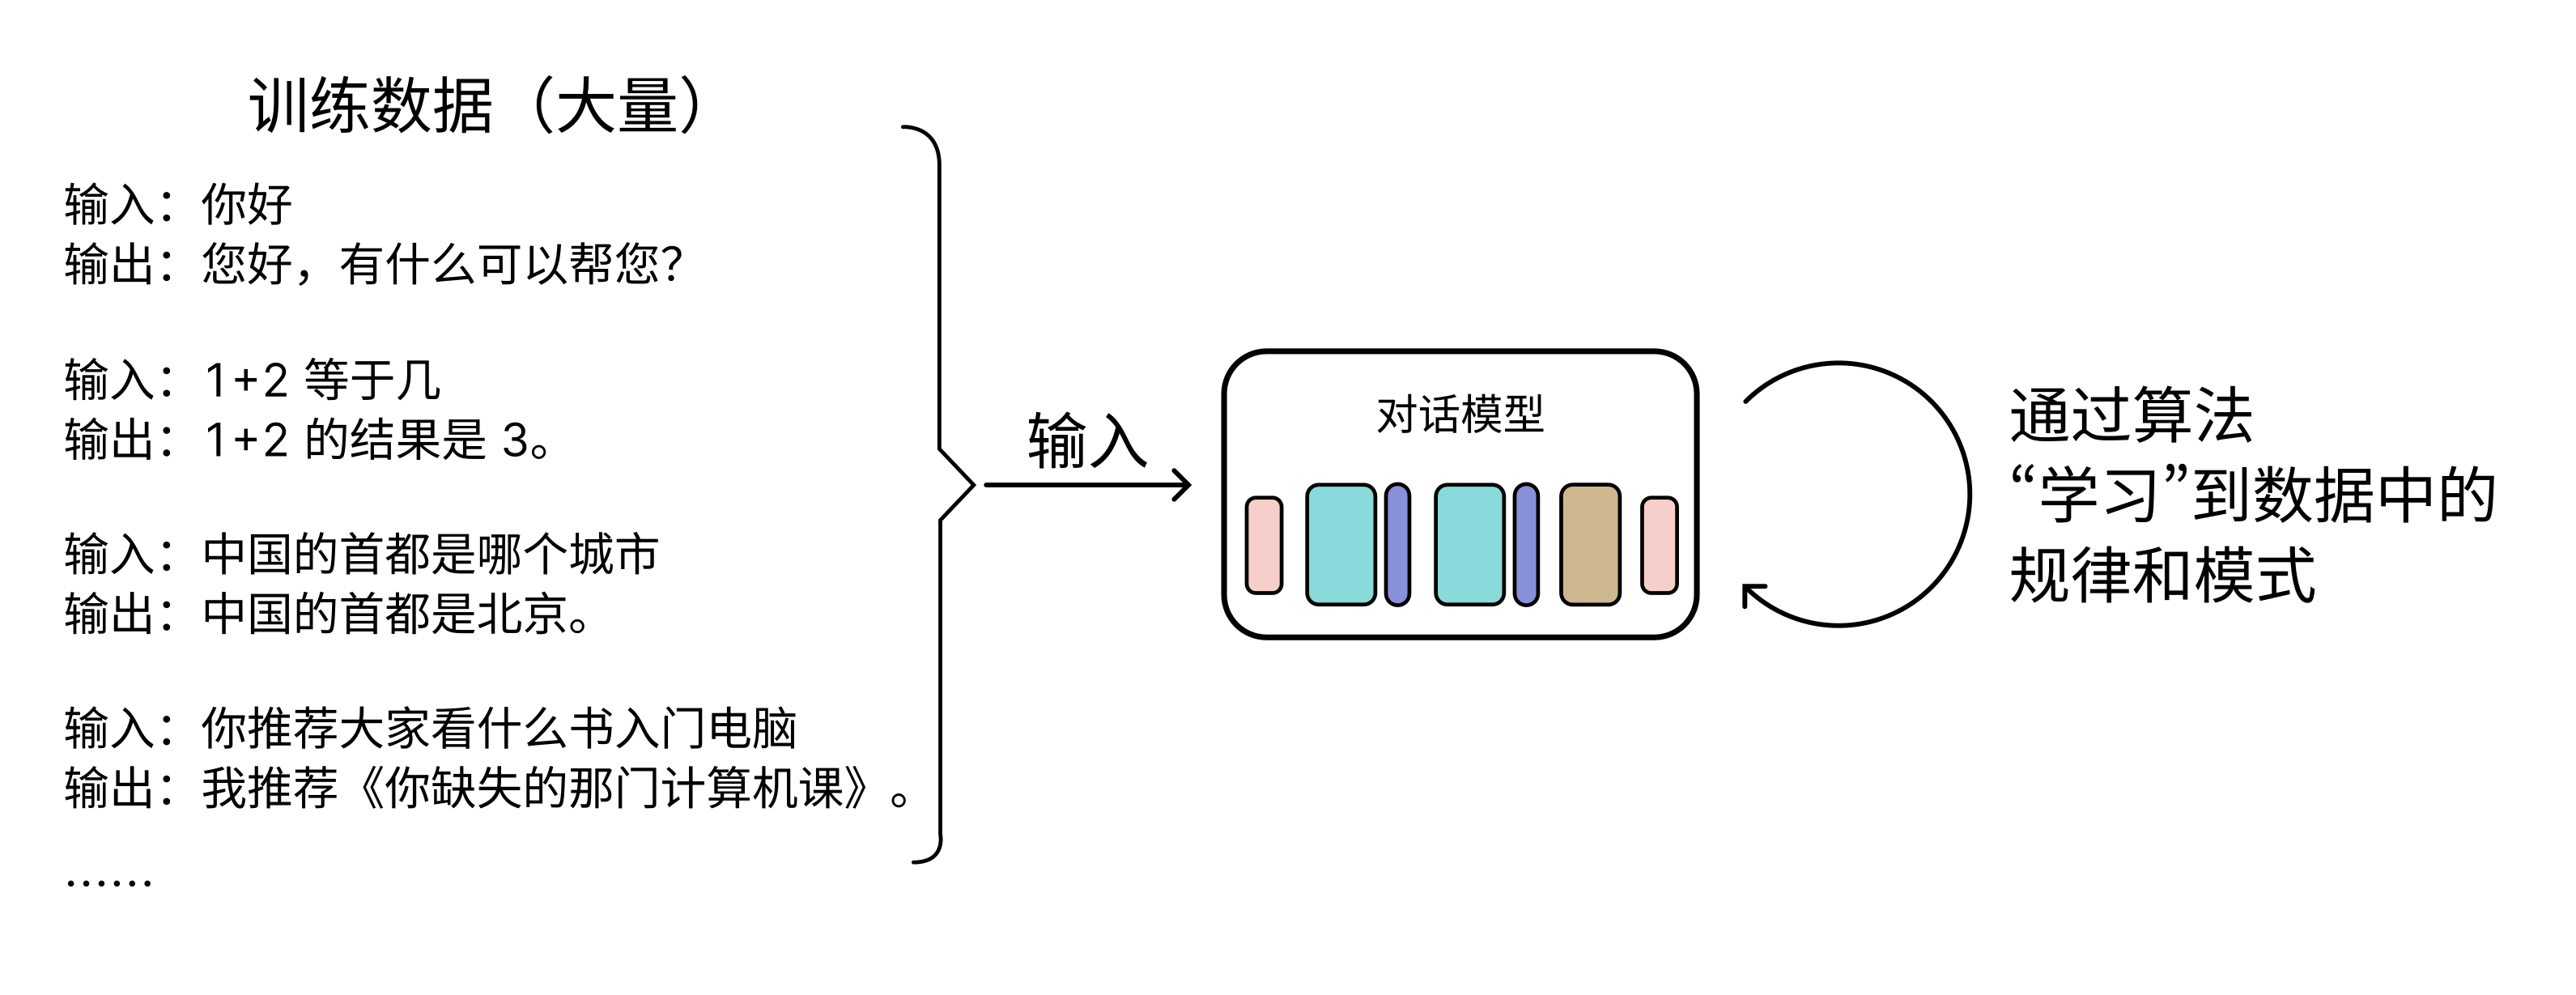 训练数据（大量）
输入：你好
输出：您好，有什么可以帮您？
输入：1+2 等于几
输出：1+2 的结果是 3。
输入：中国的首都是哪个城市
输出：中国的首都是北京。
输入：你推荐大家看什么书入门电脑
输出：我推荐《你缺失的那门计算机课》。
……
输入
对话模型
通过算法
“学习”到数据中的
规律和模式